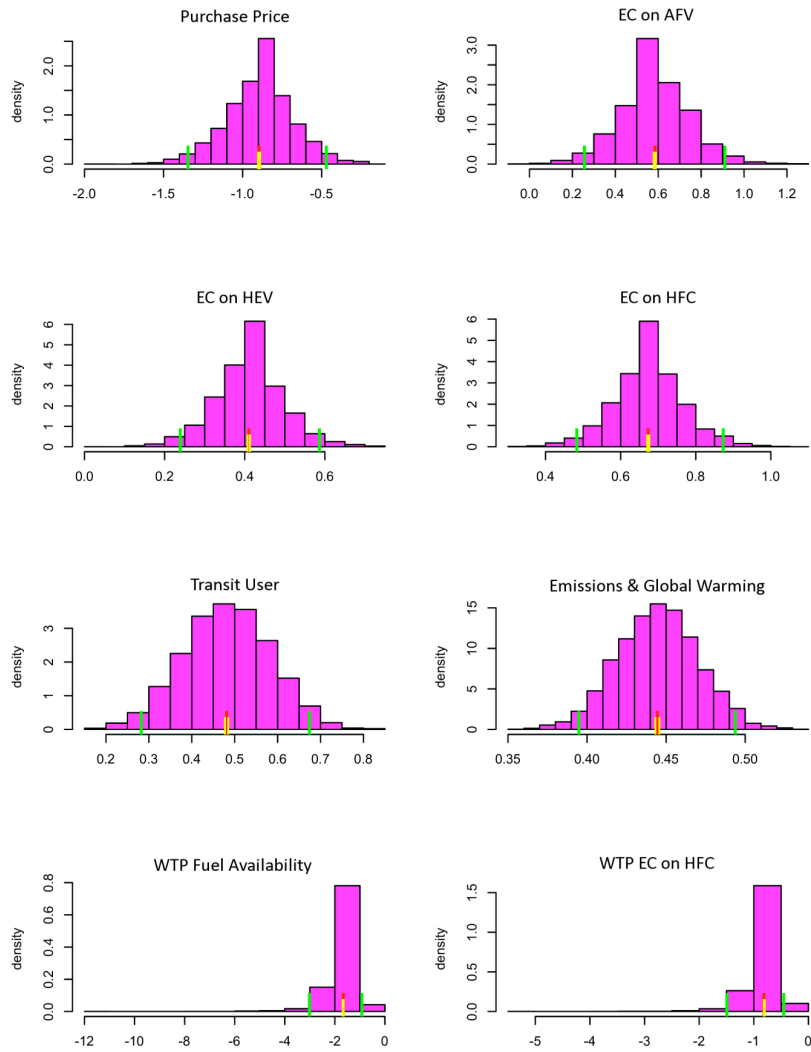 Purchase Price
density
0.0 1.0 2.0
-2.0 -1.5 -1.0 -0.5
EC on AFV
density
0.0 1.0 2.0 3.0
0.0 0.2 0.4 0.6 0.8 1.0 1.2
EC on HEV
density
0 1 2 3 4 5 6
0.0 0.2 0.4 0.6
EC on HFC
density
0 1 2 3 4 5 6
0.4 0.6 0.8 1.0
Transit User
density
0 1 2 3
0.2 0.3 0.4 0.5 0.6 0.7 0.8
Emissions & Global Warming
density
0 5 10 15
0.35 0.40 0.45 0.50
WTP Fuel Availability
density
0.0 0.2 0.4 0.6 0.8
-12 -10 -8 -6 -4 -2 0
WTP EC on HFC
density
0.0 0.5 1.0 1.5
-5 -4 -3 -2 -1 0